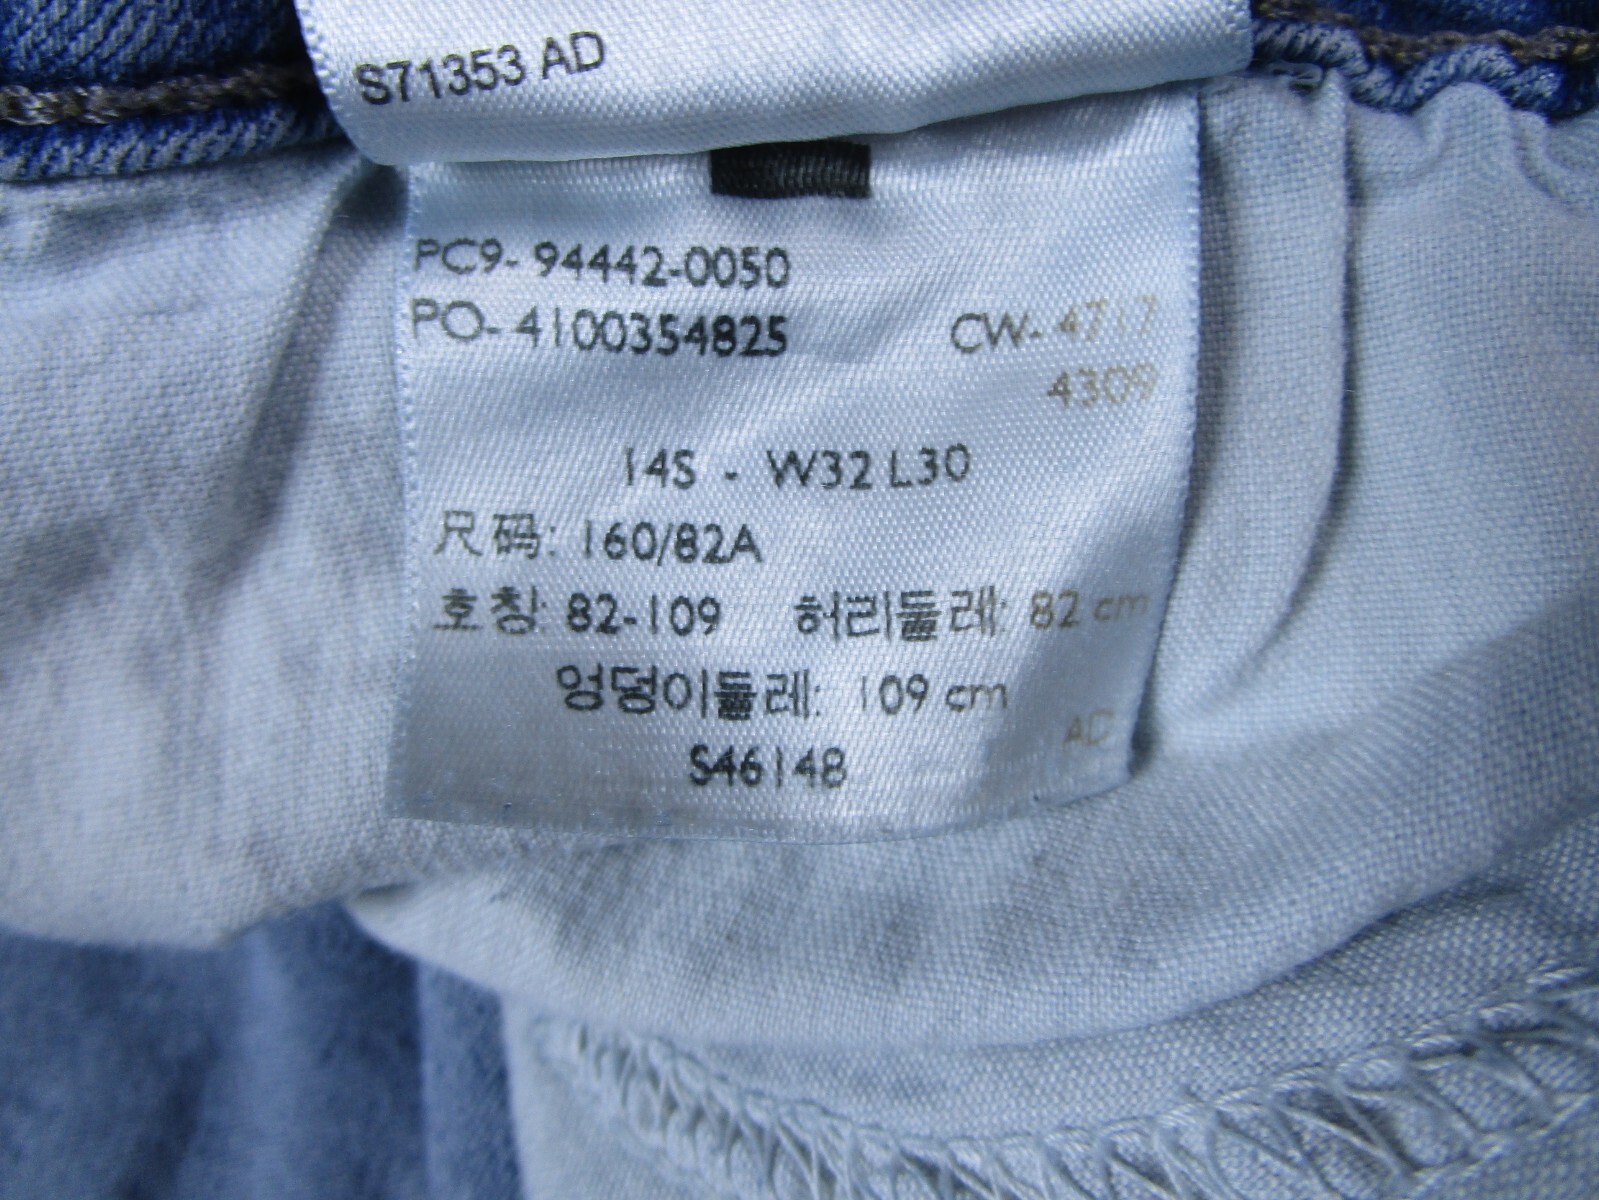 S71353 AD
PC9- 94442-0050
PO- 4100354825 CW- 4717
4309
14S - W32 L30
尺码: 160/82A
호칭: 82-109 허리둘레: 82 cm
엉덩이둘레: 109 cm
AD
S46148